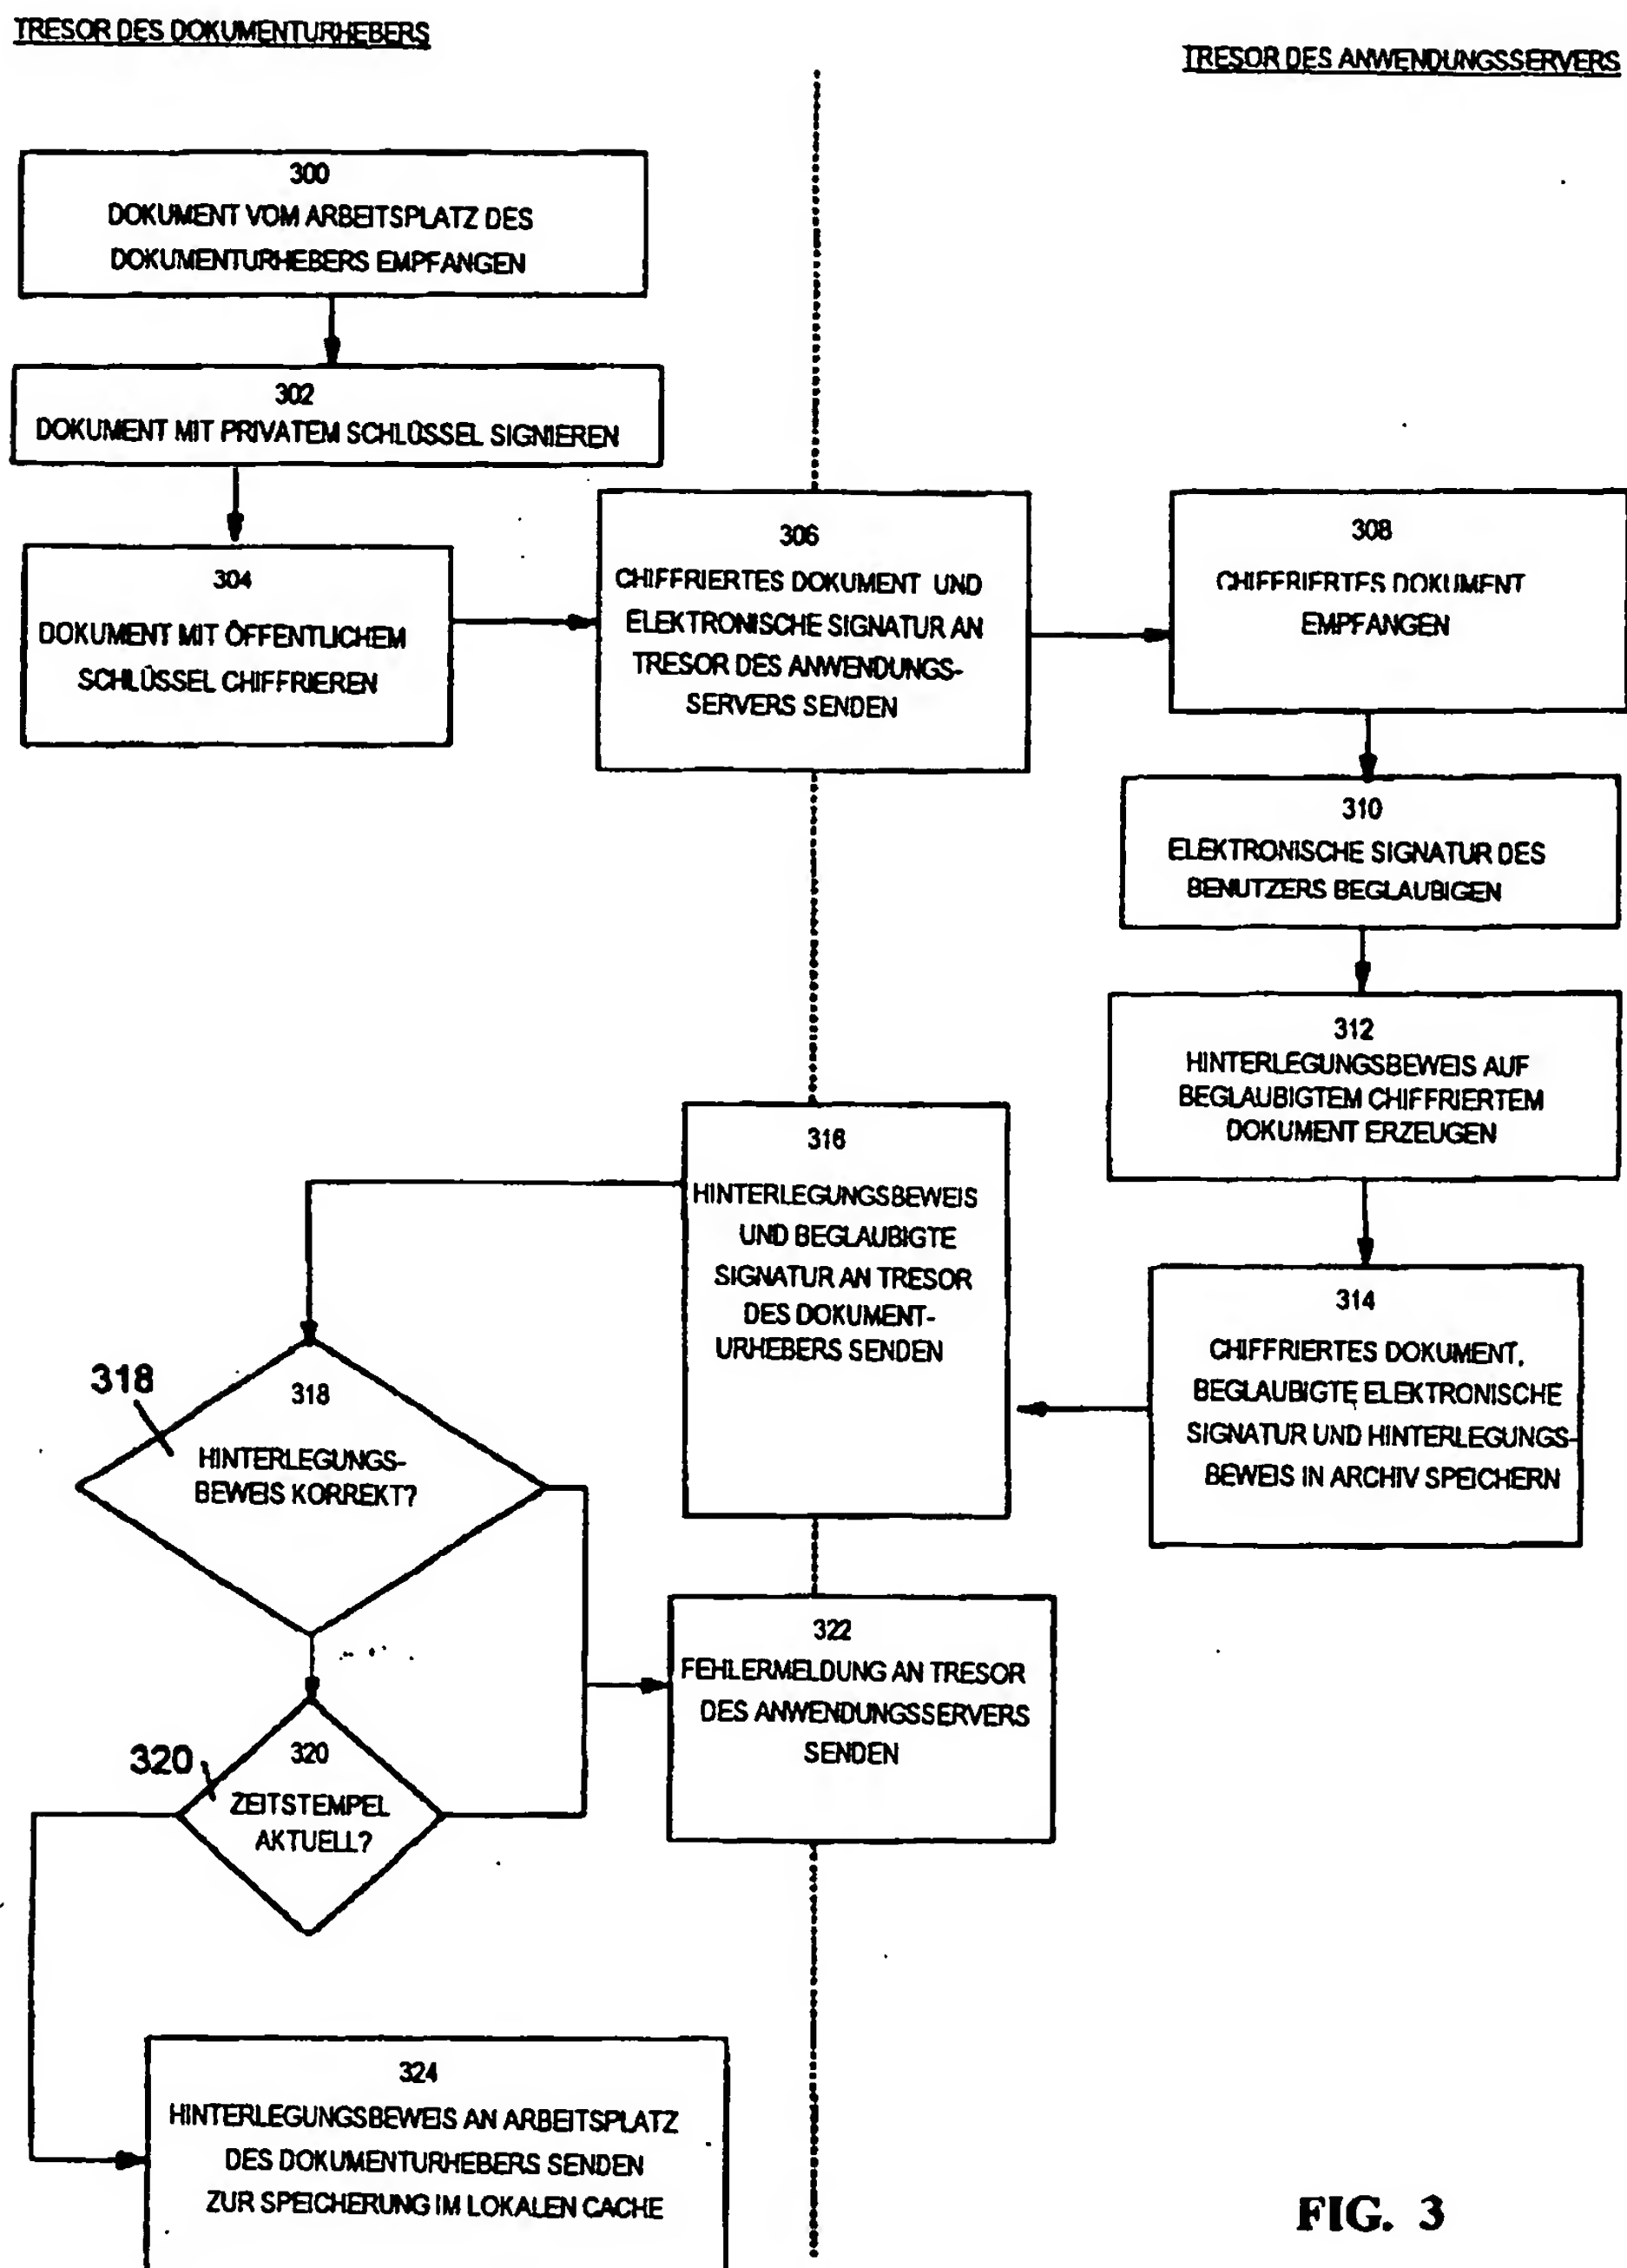 TRESOR DES DOKUMENTURHEBERS
TRESOR DES ANWENDUNGSSERVERS
300
DOKUMENT VOM ARBEITSPLATZ DES
DOKUMENTURHEBERS EMPFANGEN
302
DOKUMENT MIT PRIVATEM SCHLÜSSEL SIGNIEREN
304
DOKUMENT MIT ÖFFENTLICHEM
SCHLÜSSEL CHIFFRIEREN
306
CHIFFRIERTES DOKUMENT UND
ELEKTRONISCHE SIGNATUR AN
TRESOR DES ANWENDUNGS-
SERVERS SENDEN
308
CHIFFRIERTES DOKUMENT
EMPFANGEN
310
ELEKTRONISCHE SIGNATUR DES
BENUTZERS BEGLAUBIGEN
312
HINTERLEGUNGSBEWEIS AUF
BEGLAUBIGTEM CHIFFRIERTEM
DOKUMENT ERZEUGEN
314
CHIFFRIERTES DOKUMENT,
BEGLAUBIGTE ELEKTRONISCHE
SIGNATUR UND HINTERLEGUNGS-
BEWEIS IN ARCHIV SPEICHERN
316
HINTERLEGUNGSBEWEIS
UND BEGLAUBIGTE
SIGNATUR AN TRESOR
DES DOKUMENT-
URHEBERS SENDEN
318
318
HINTERLEGUNGS-
BEWEIS KORREKT?
320
320
ZEITSTEMPEL
AKTUELL?
322
FEHLERMELDUNG AN TRESOR
DES ANWENDUNGSSERVERS
SENDEN
324
HINTERLEGUNGSBEWEIS AN ARBEITSPLATZ
DES DOKUMENTURHEBERS SENDEN
ZUR SPEICHERUNG IM LOKALEN CACHE
FIG. 3